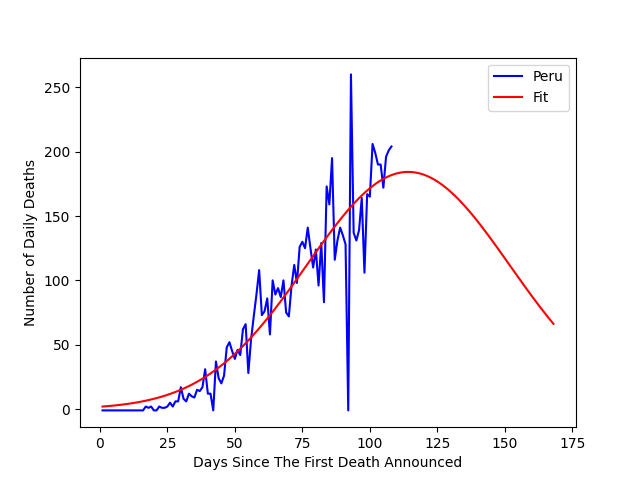 Peru
Fit
250
200
150
100
50
0
Number of Daily Deaths
0 25 50 75 100 125 150 175
Days Since The First Death Announced